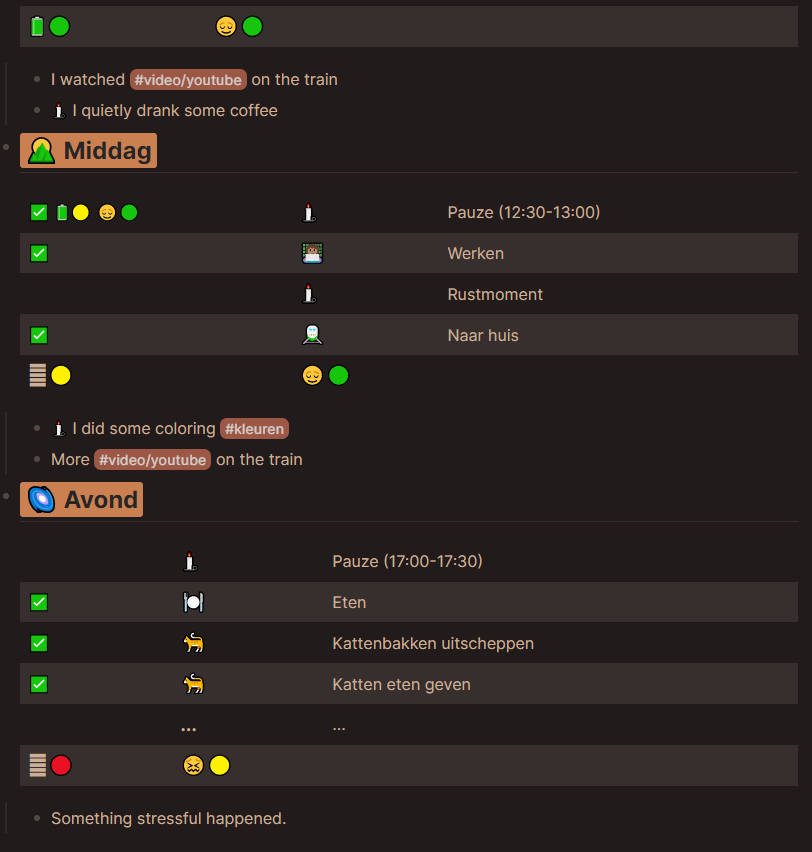 I watched #video/youtube on the train
I quietly drank some coffee
Middag
Pauze (12:30-13:00)
Werken
Rustmoment
Naar huis
I did some coloring #kleuren
More #video/youtube on the train
Avond
Pauze (17:00-17:30)
Eten
Kattenbakken uitscheppen
Katten eten geven
... ...
Something stressful happened.